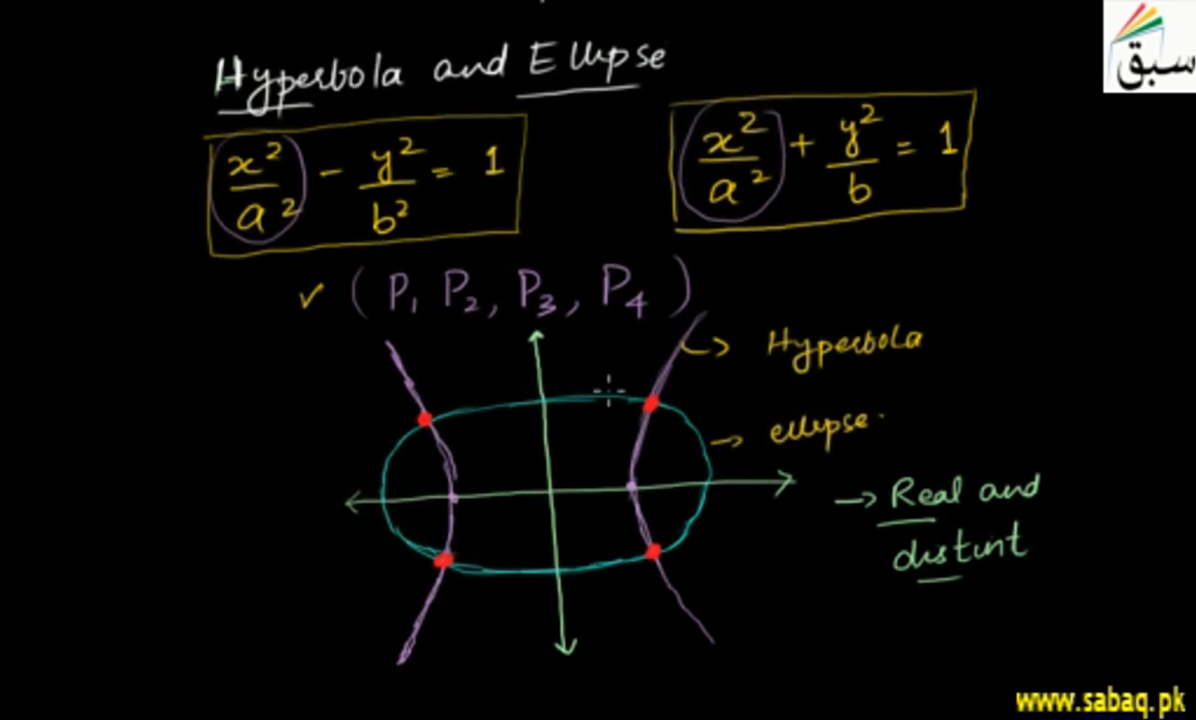 سبق
Hyperbola and Ellipse
x²/a² - y²/b² = 1
x²/a² + y²/b = 1
✓ (P₁ P₂, P₃, P₄)
→ Hyperbola
→ ellipse.
→ Real and
distint
www.sabaq.pk